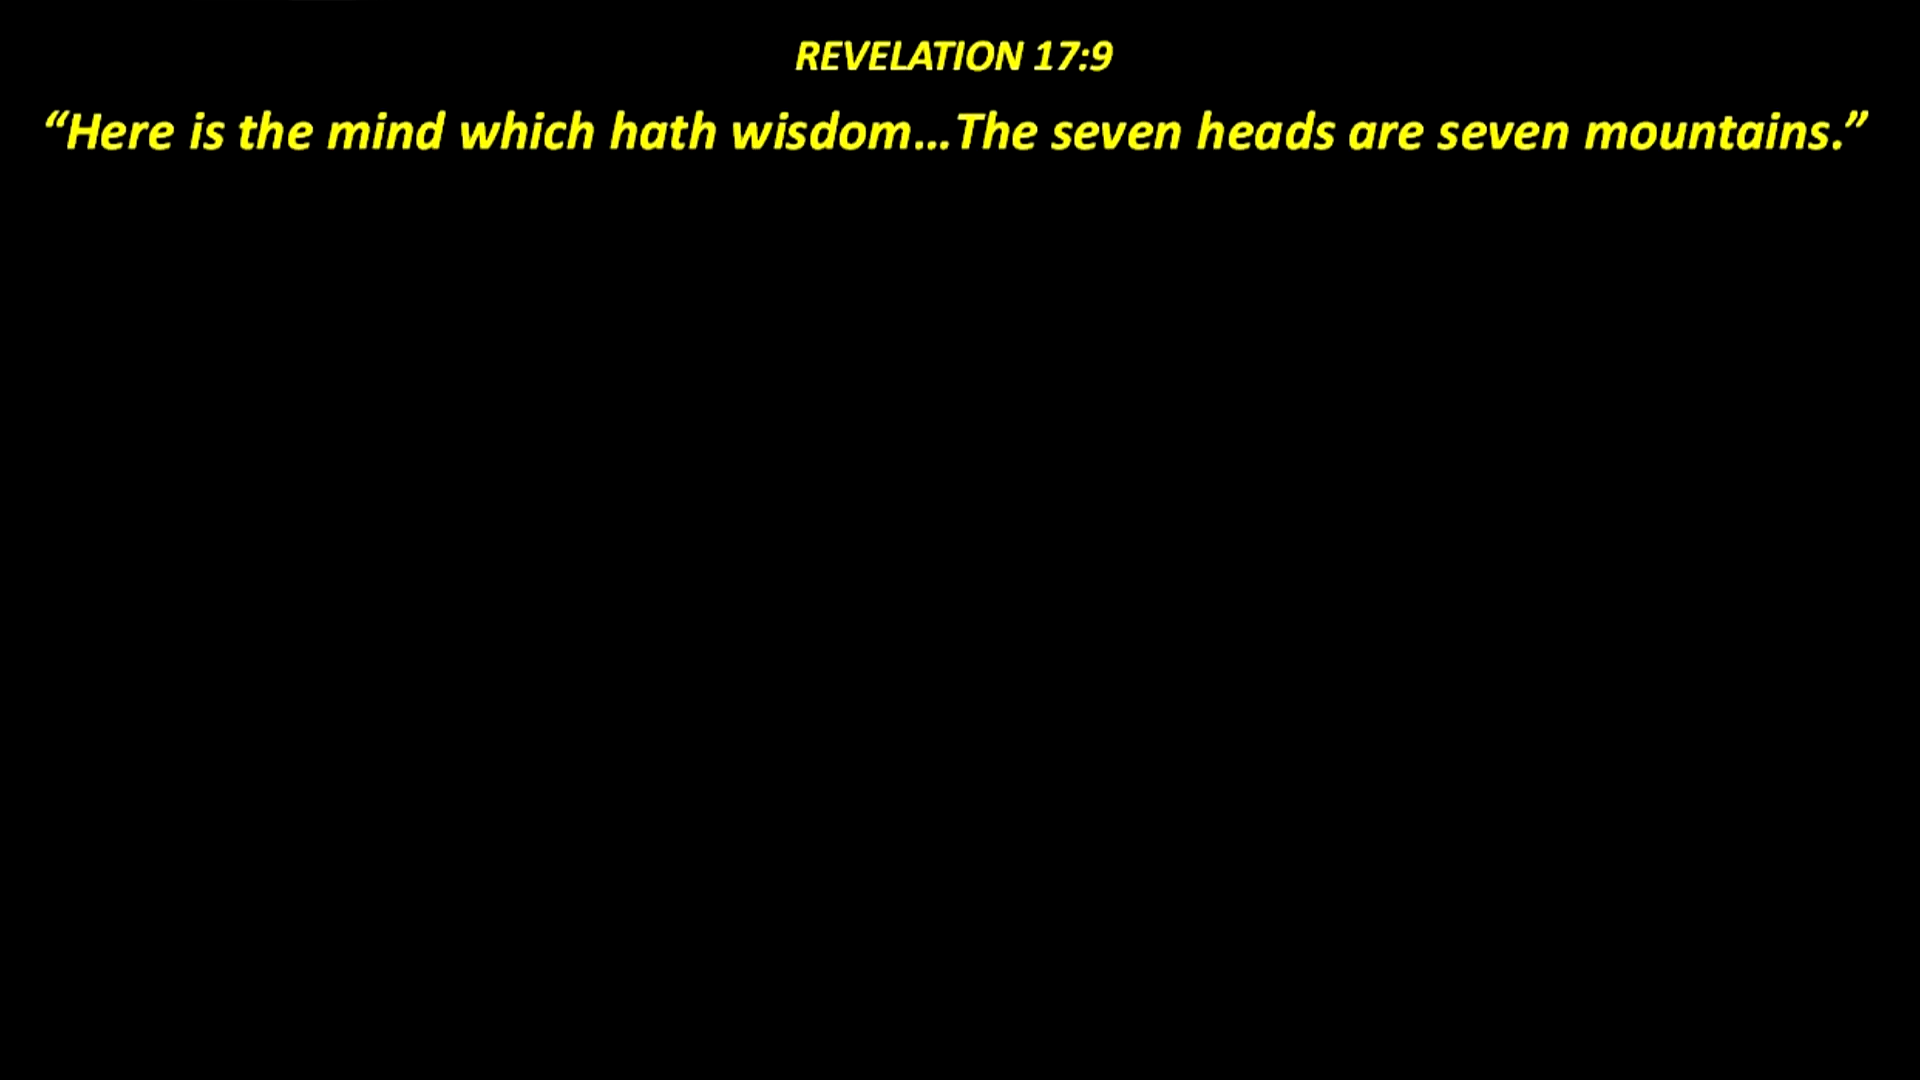 REVELATION 17:9
“Here is the mind which hath wisdom…The seven heads are seven mountains.”